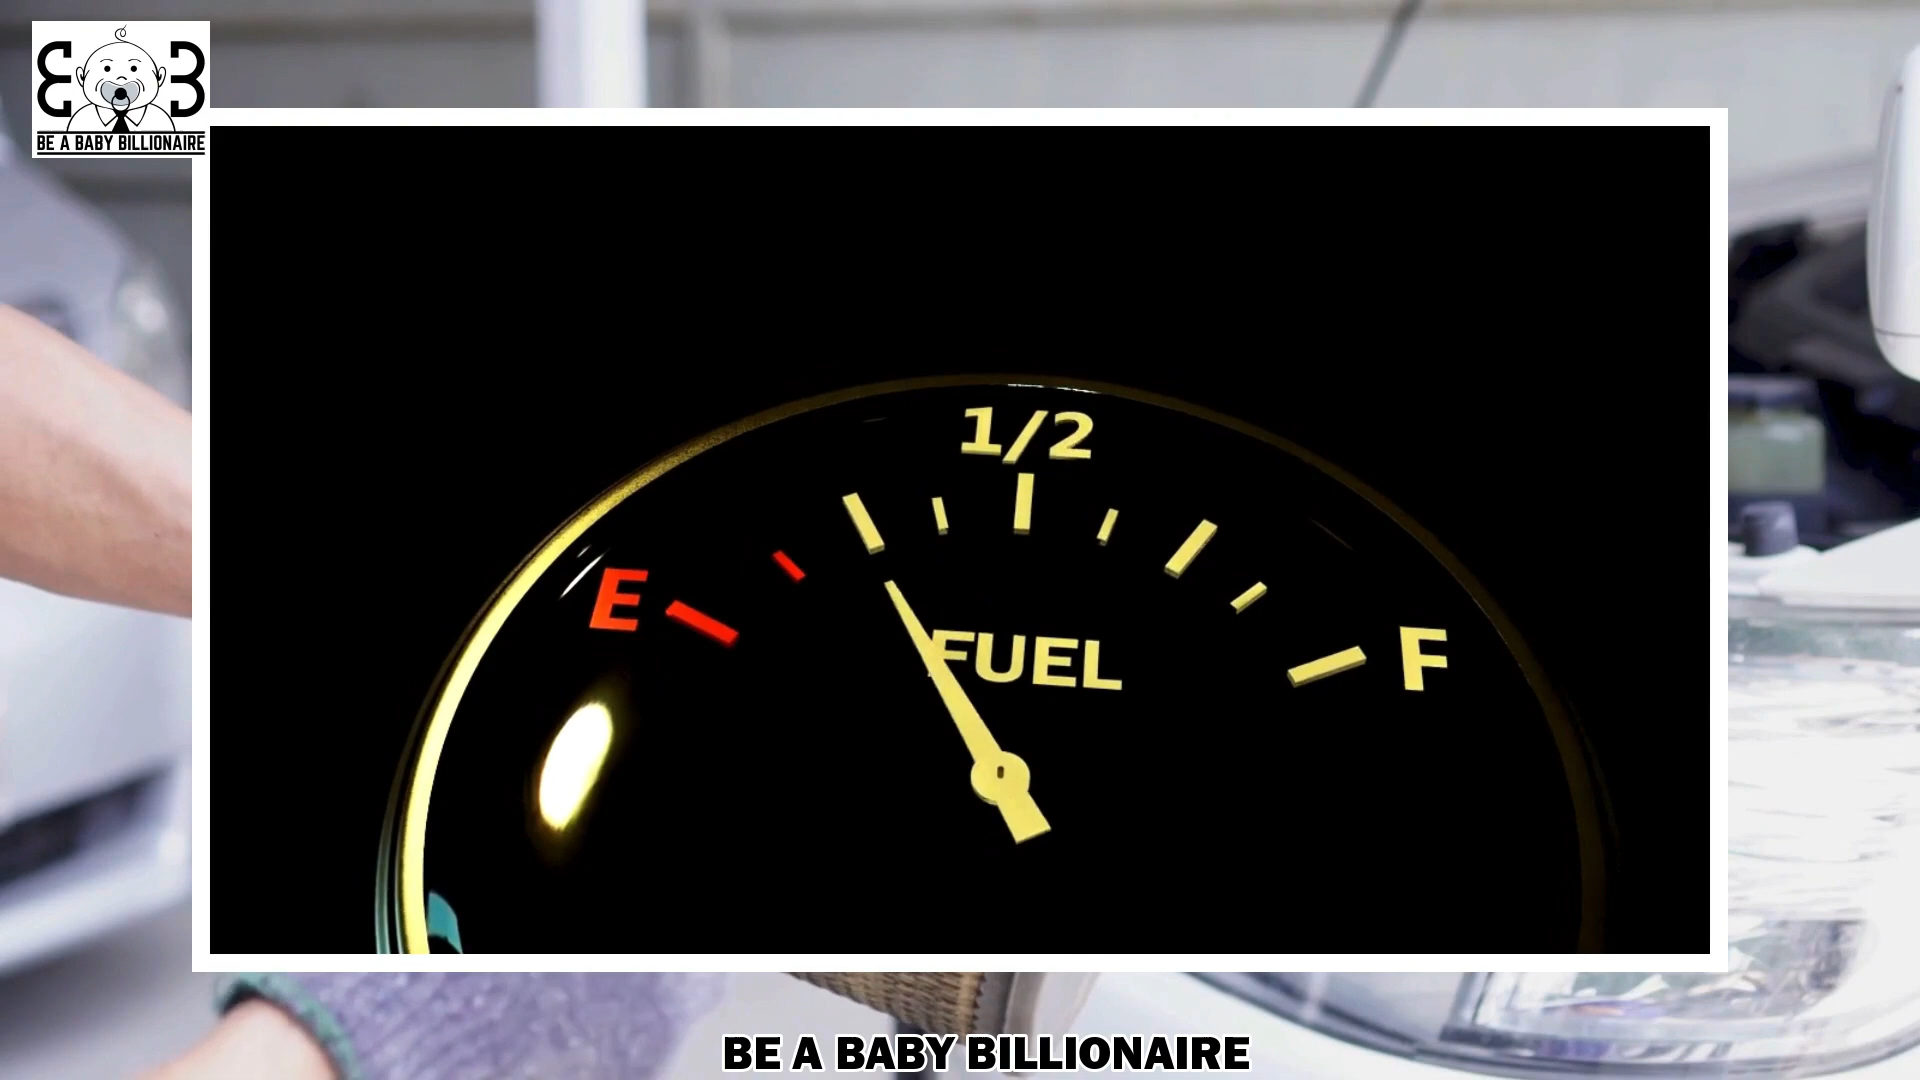 BE A BABY BILLIONAIRE
1/2
E
FUEL
F
BE A BABY BILLIONAIRE